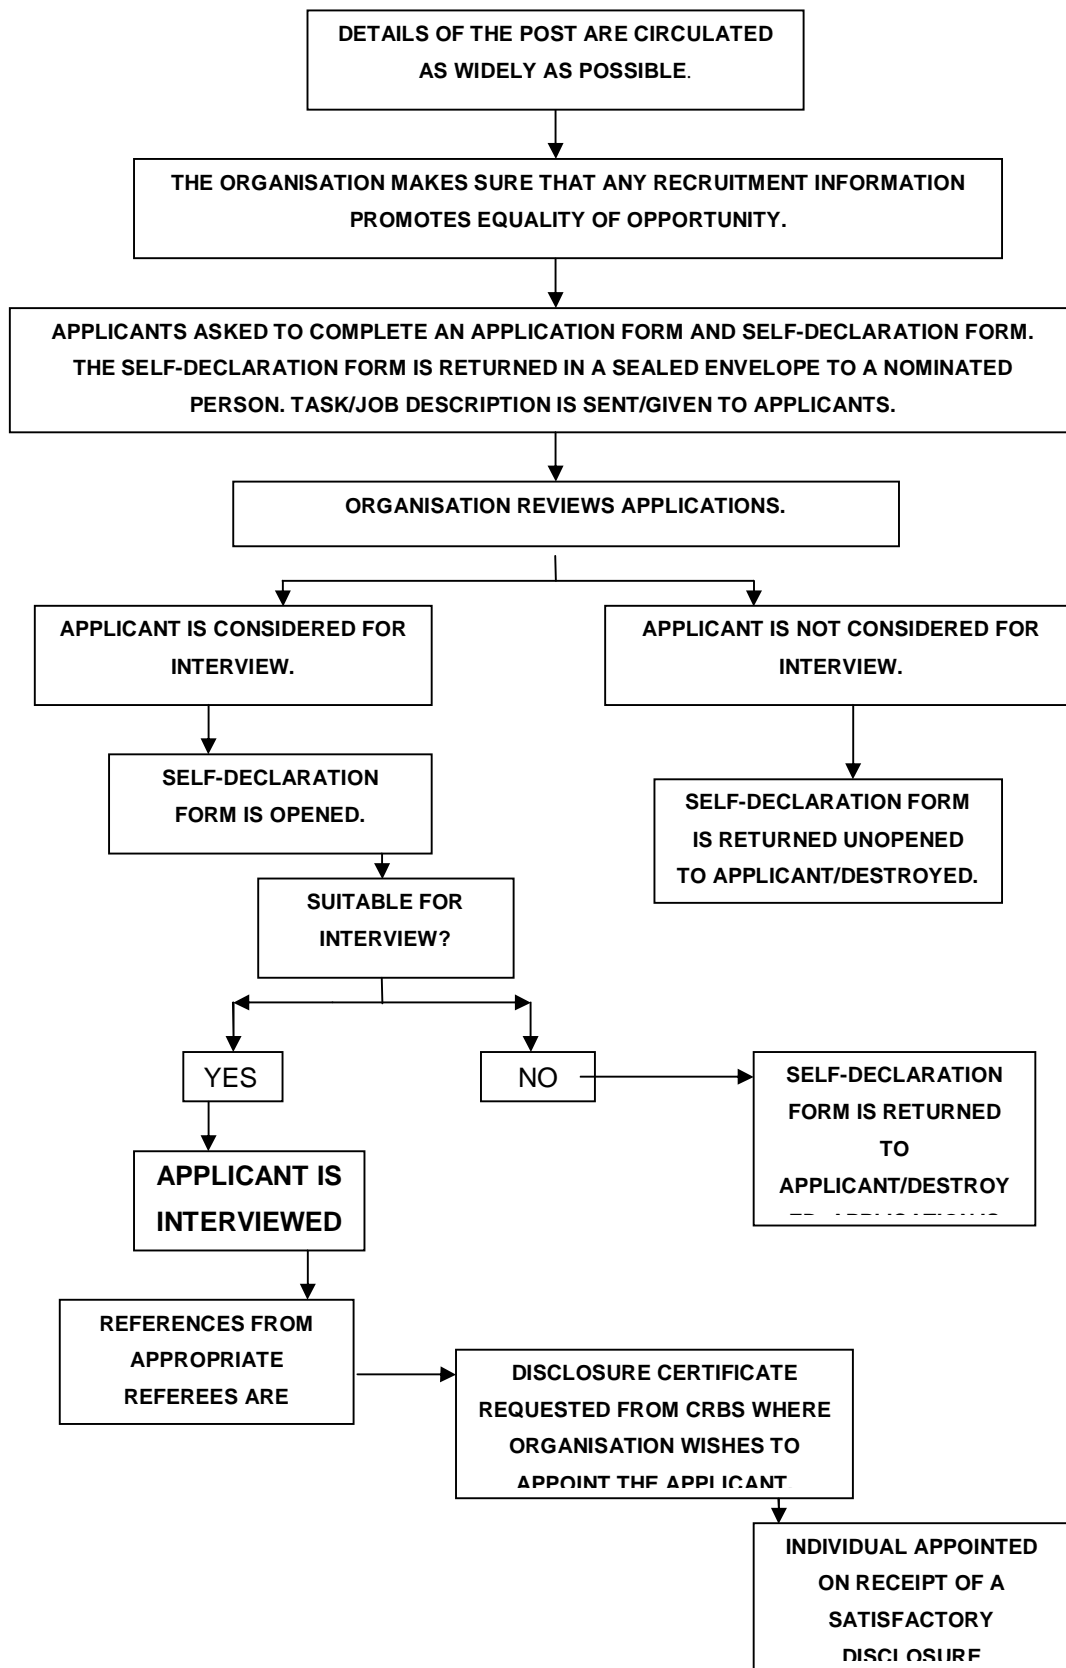 DETAILS OF THE POST ARE CIRCULATED
AS WIDELY AS POSSIBLE.
THE ORGANISATION MAKES SURE THAT ANY RECRUITMENT INFORMATION
PROMOTES EQUALITY OF OPPORTUNITY.
APPLICANTS ASKED TO COMPLETE AN APPLICATION FORM AND SELF-DECLARATION FORM.
THE SELF-DECLARATION FORM IS RETURNED IN A SEALED ENVELOPE TO A NOMINATED
PERSON. TASK/JOB DESCRIPTION IS SENT/GIVEN TO APPLICANTS.
ORGANISATION REVIEWS APPLICATIONS.
APPLICANT IS CONSIDERED FOR
INTERVIEW.
APPLICANT IS NOT CONSIDERED FOR
INTERVIEW.
SELF-DECLARATION
FORM IS OPENED.
SELF-DECLARATION FORM
IS RETURNED UNOPENED
TO APPLICANT/DESTROYED.
SUITABLE FOR
INTERVIEW?
YES
NO
SELF-DECLARATION
FORM IS RETURNED
TO
APPLICANT/DESTROY
ED. APPLICATION IS
APPLICANT IS
INTERVIEWED
REFERENCES FROM
APPROPRIATE
REFEREES ARE
DISCLOSURE CERTIFICATE
REQUESTED FROM CRBS WHERE
ORGANISATION WISHES TO
APPOINT THE APPLICANT.
INDIVIDUAL APPOINTED
ON RECEIPT OF A
SATISFACTORY
DISCLOSURE